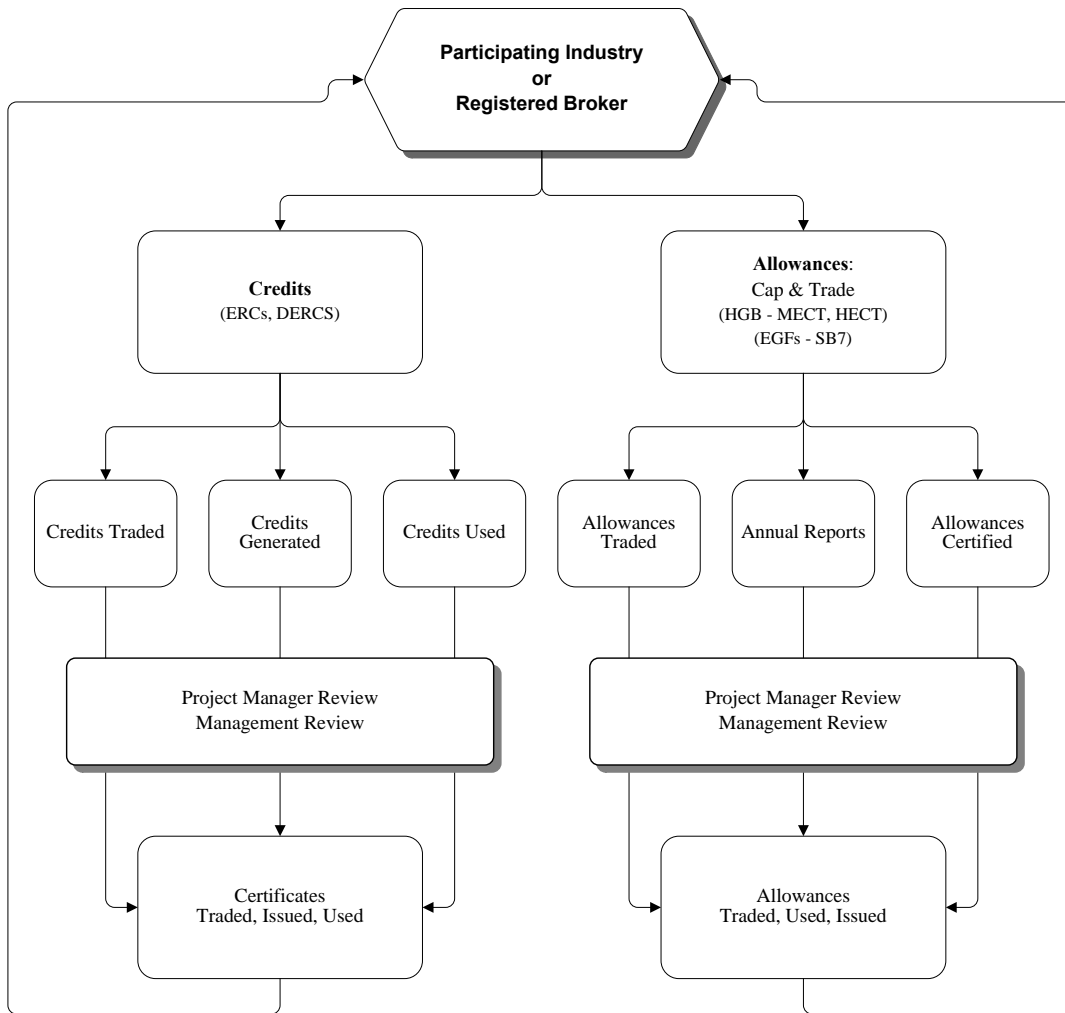 Participating Industry
or
Registered Broker
Credits
(ERCs, DERCS)
Allowances:
Cap & Trade
(HGB - MECT, HECT)
(EGFs - SB7)
Credits Traded
Credits
Generated
Credits Used
Allowances
Traded
Annual Reports
Allowances
Certified
Project Manager Review
Management Review
Project Manager Review
Management Review
Certificates
Traded, Issued, Used
Allowances
Traded, Used, Issued